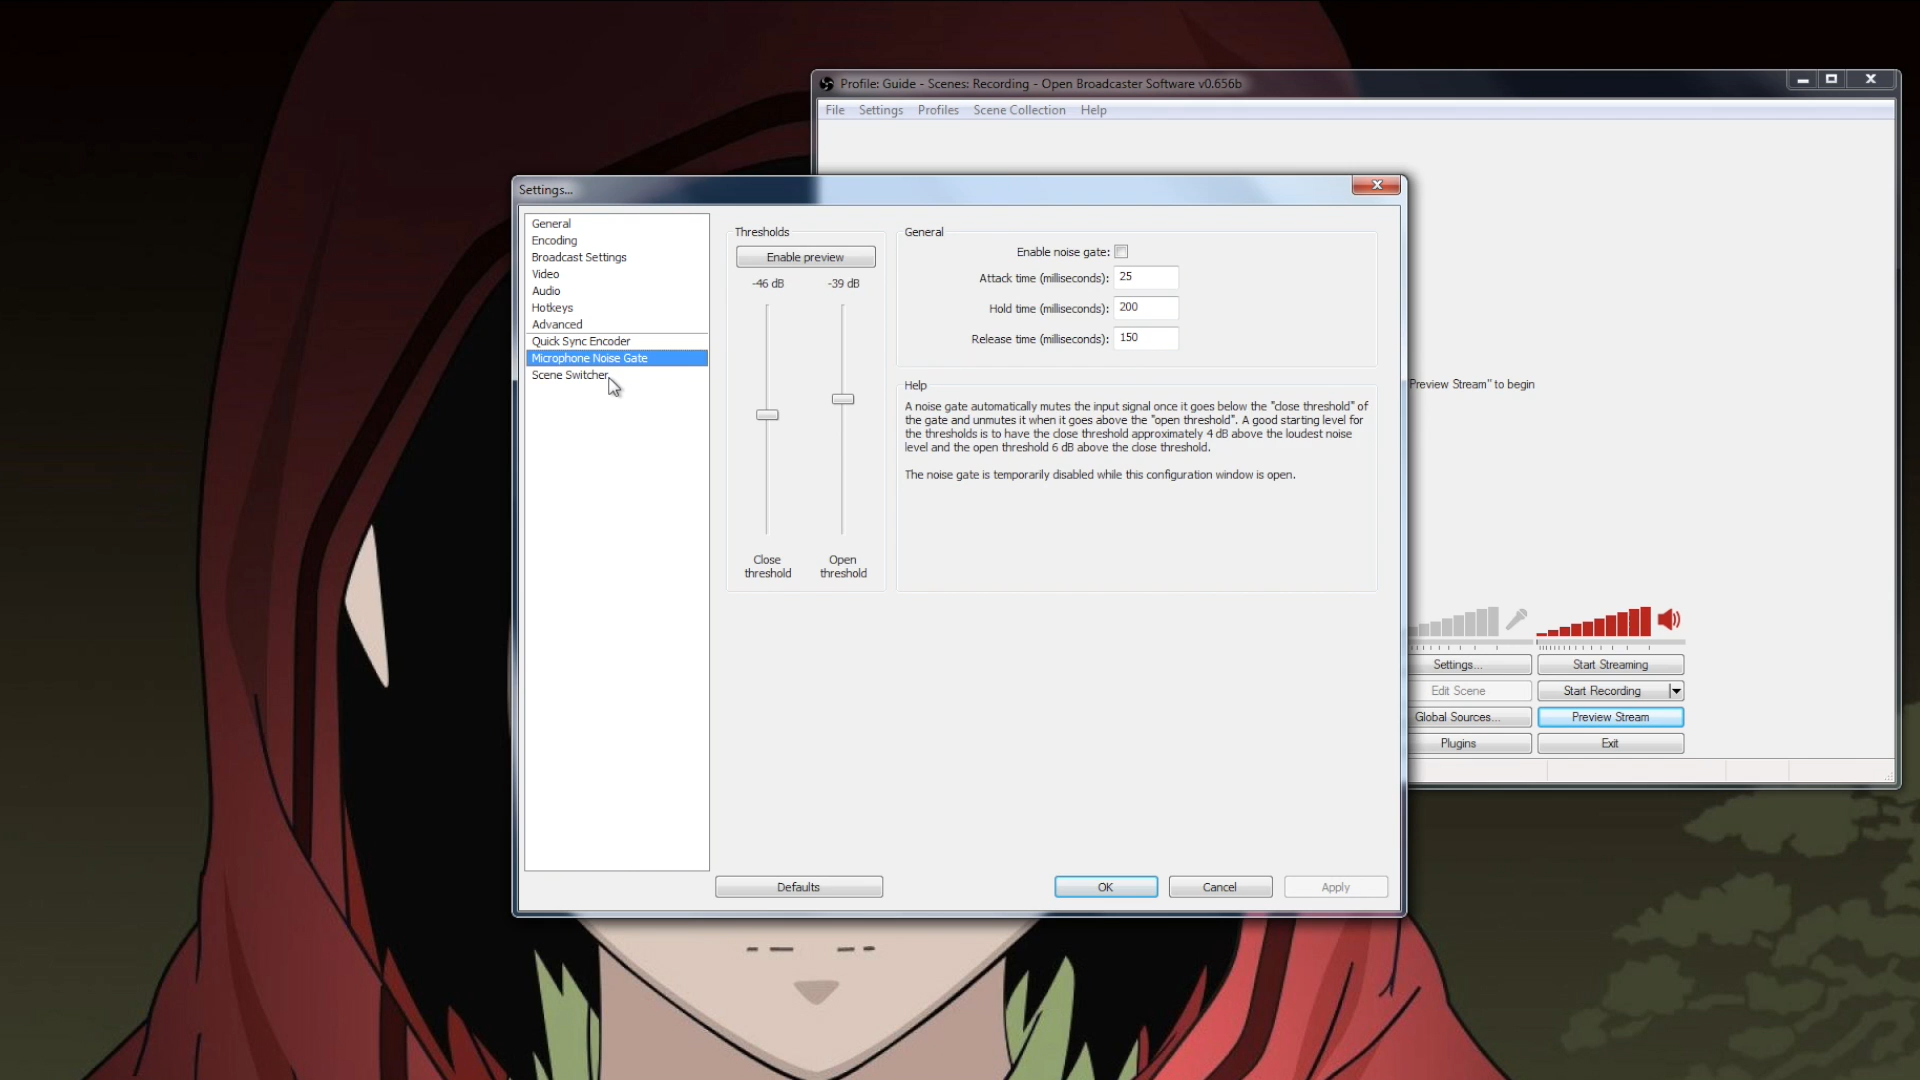 Profile: Guide - Scenes: Recording - Open Broadcaster Software v0.656b
File Settings Profiles Scene Collection Help
Settings...
General
Encoding
Broadcast Settings
Video
Audio
Hotkeys
Advanced
Quick Sync Encoder
Microphone Noise Gate
Scene Switcher
Thresholds
Enable preview
-46 dB -39 dB
Close threshold
Open threshold
General
Enable noise gate:
Attack time (milliseconds): 25
Hold time (milliseconds): 200
Release time (milliseconds): 150
Help
A noise gate automatically mutes the input signal once it goes below the "close threshold" of
the gate and unmutes it when it goes above the "open threshold". A good starting level for
the thresholds is to have the close threshold approximately 4 dB above the loudest noise
level and the open threshold 6 dB above the close threshold.
The noise gate is temporarily disabled while this configuration window is open.
Defaults
OK
Cancel
Apply
Preview Stream" to begin
Settings... Start Streaming
Edit Scene Start Recording
Global Sources... Preview Stream
Plugins Exit